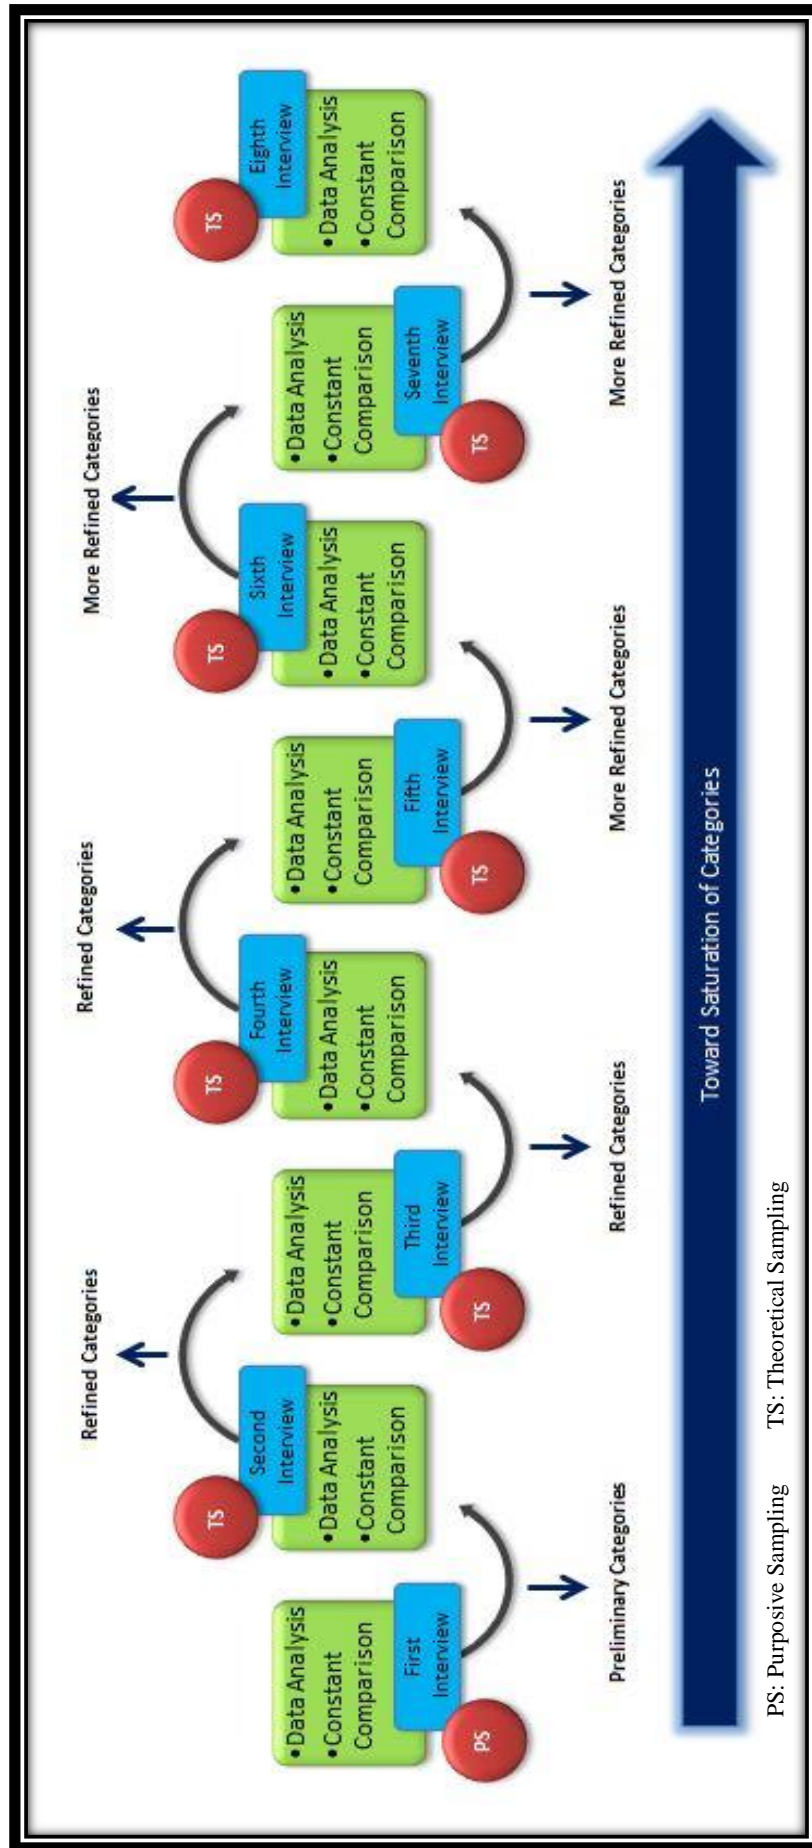 Refined Categories
Refined Categories
More Refined Categories
•Data Analysis
•Constant
Comparison
First
Interview
PS
TS
Second
Interview
•Data Analysis
•Constant
Comparison
•Data Analysis
•Constant
Comparison
Third
Interview
TS
TS
Fourth
Interview
•Data Analysis
•Constant
Comparison
•Data Analysis
•Constant
Comparison
Fifth
Interview
TS
TS
Sixth
Interview
•Data Analysis
•Constant
Comparison
•Data Analysis
•Constant
Comparison
Seventh
Interview
TS
TS
Eighth
Interview
•Data Analysis
•Constant
Comparison
Preliminary Categories
Refined Categories
More Refined Categories
More Refined Categories
Toward Saturation of Categories
PS: Purposive Sampling TS: Theoretical Sampling